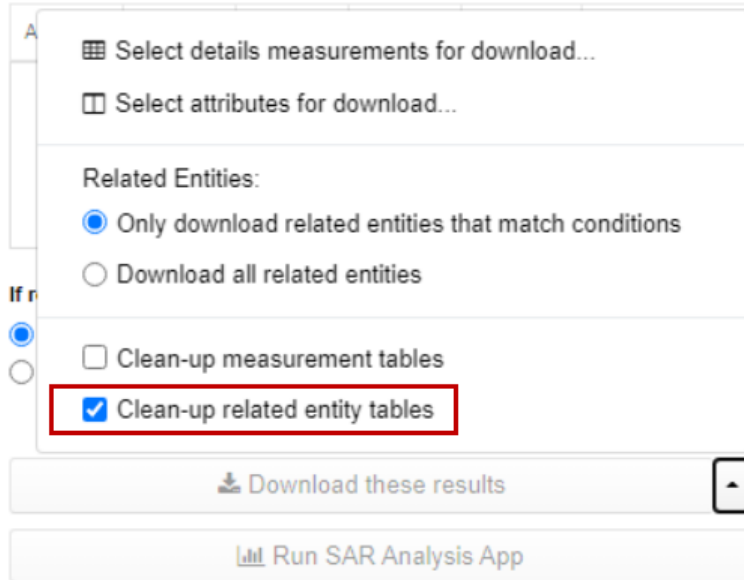 A
Select details measurements for download...
Select attributes for download...
Related Entities:
Only download related entities that match conditions
Download all related entities
If r
Clean-up measurement tables
Clean-up related entity tables
Download these results
Run SAR Analysis App